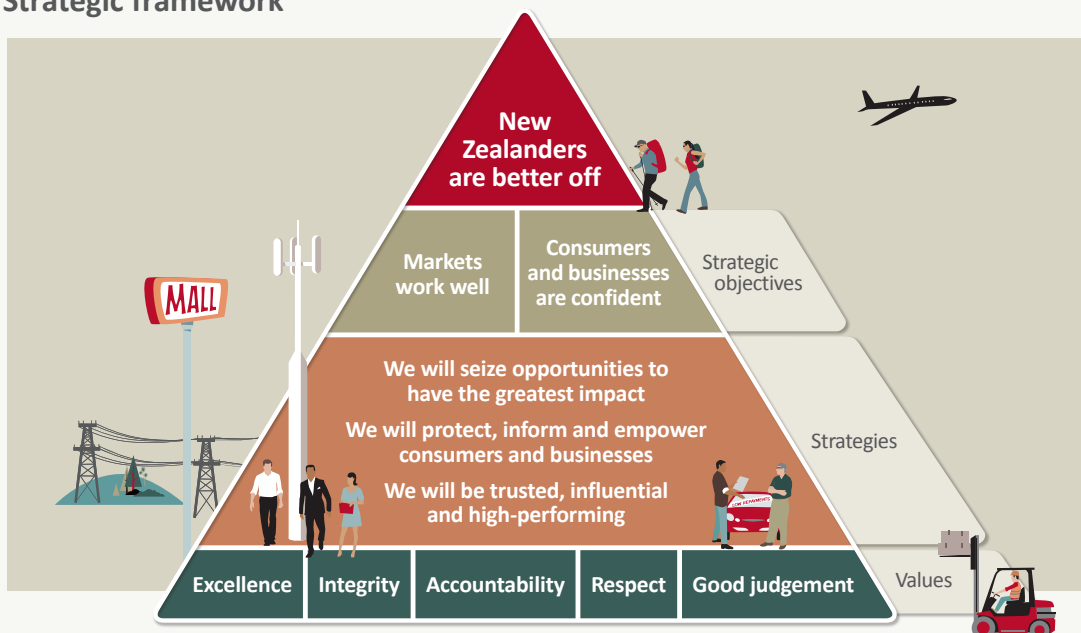 Strategic framework
New
Zealanders
are better off
Markets
work well
Consumers
and businesses
are confident
Strategic
objectives
MALL
We will seize opportunities to
have the greatest impact
We will protect, inform and empower
consumers and businesses
We will be trusted, influential
and high-performing
Strategies
LOW REPAYMENTS
Excellence
Integrity
Accountability
Respect
Good judgement
Values